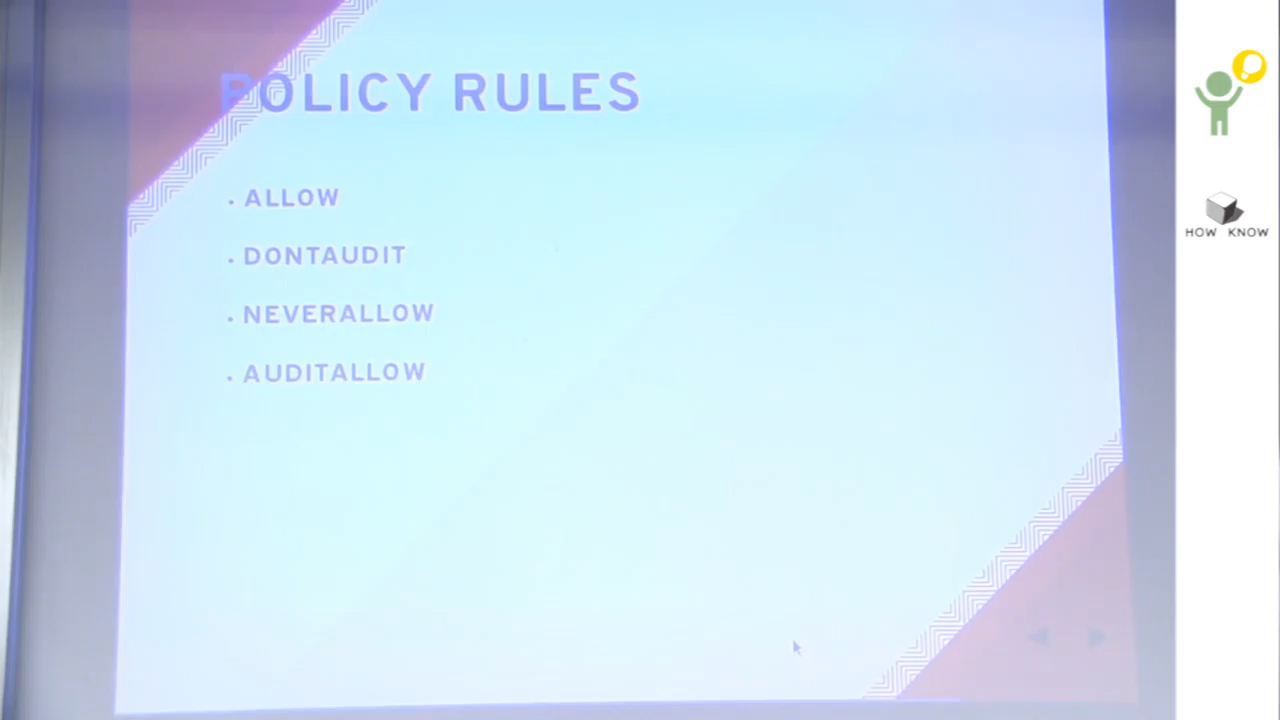 POLICY RULES
. ALLOW
. DONTAUDIT
. NEVERALLOW
. AUDITALLOW
HOW KNOW